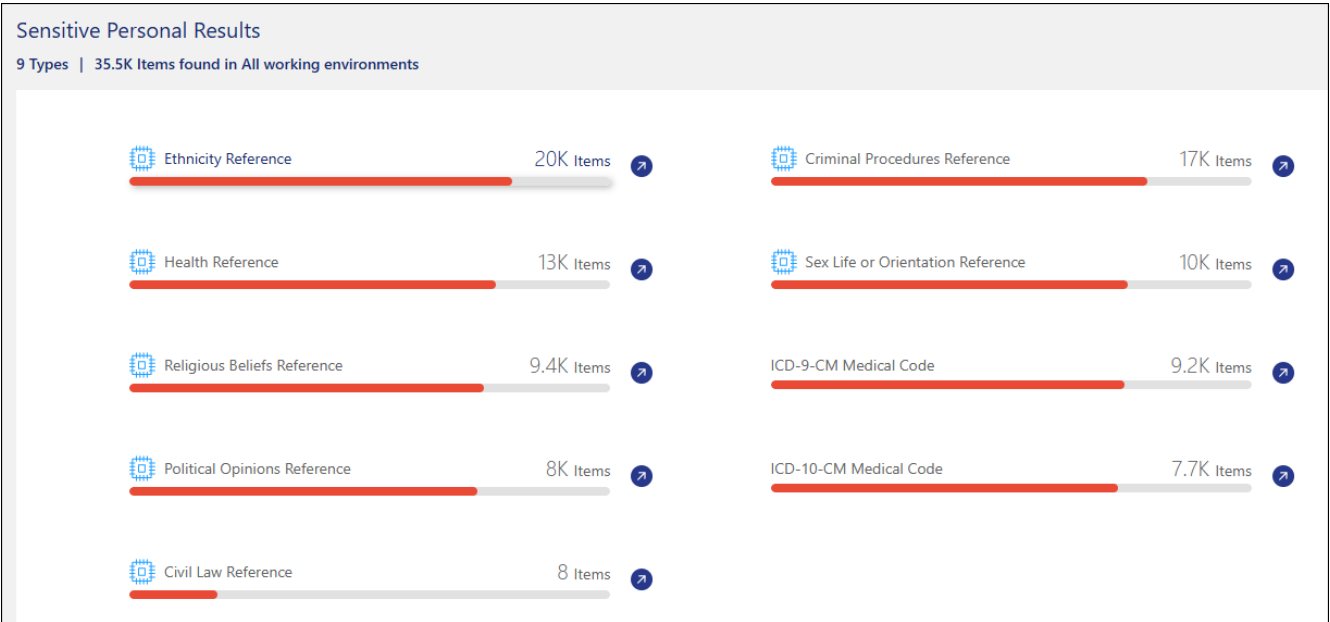 Sensitive Personal Results
9 Types | 35.5K Items found in All working environments
Ethnicity Reference 20K Items
Criminal Procedures Reference 17K Items
Health Reference 13K Items
Sex Life or Orientation Reference 10K Items
Religious Beliefs Reference 9.4K Items
ICD-9-CM Medical Code 9.2K Items
Political Opinions Reference 8K Items
ICD-10-CM Medical Code 7.7K Items
Civil Law Reference 8 Items